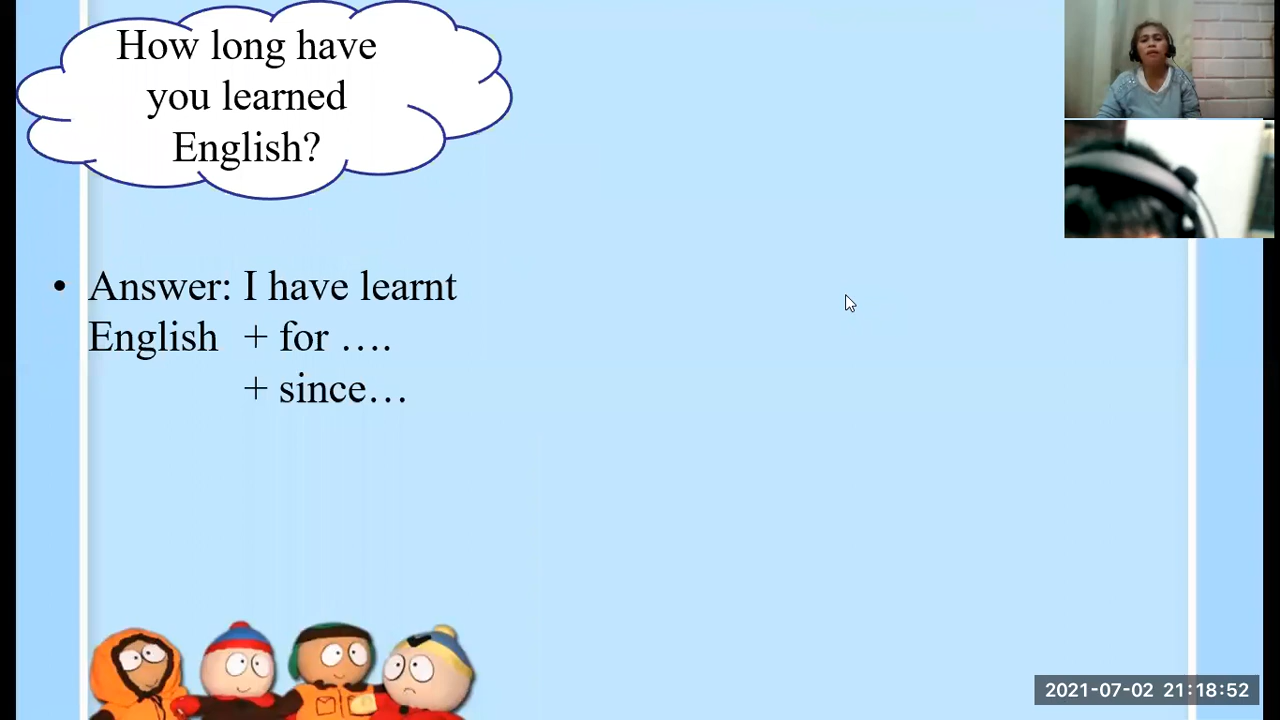 How long have
you learned
English?
• Answer: I have learnt
English + for ….
+ since…
2021-07-02 21:18:52